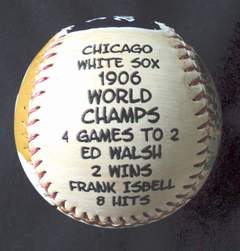 CHICAGO
WHITE SOX
1906
WORLD
CHAMPS
4 GAMES TO 2
ED WALSH
2 WINS
FRANK ISBELL
8 HITS